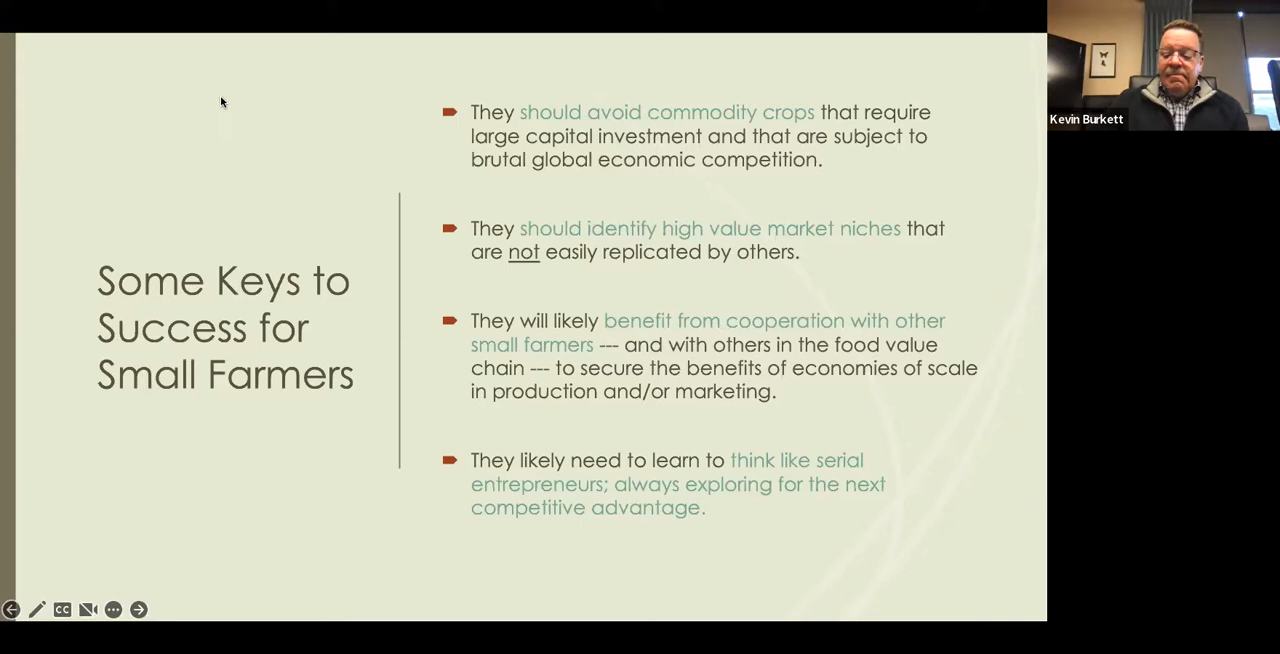 Some Keys to
Success for
Small Farmers
They should avoid commodity crops that require
large capital investment and that are subject to
brutal global economic competition.
They should identify high value market niches that
are not easily replicated by others.
They will likely benefit from cooperation with other
small farmers --- and with others in the food value
chain --- to secure the benefits of economies of scale
in production and/or marketing.
They likely need to learn to think like serial
entrepreneurs; always exploring for the next
competitive advantage.
Kevin Burkett
CC